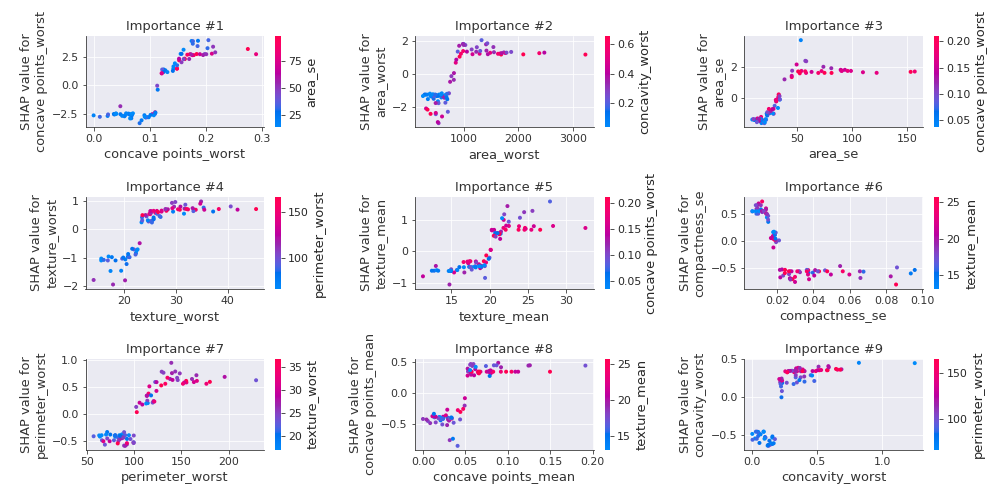 Importance #1
Importance #2
Importance #3
SHAP value for
concave points_worst
2.5
0.0
−2.5
0.0
0.1
0.2
0.3
concave points_worst
75
50
25
area_se
SHAP value for
area_worst
2
0
−2
1000
2000
3000
area_worst
0.6
0.4
0.2
concavity_worst
SHAP value for
area_se
2
0
50
100
150
area_se
0.20
0.15
0.10
0.05
concave points_worst
Importance #4
Importance #5
Importance #6
SHAP value for
texture_worst
1
0
−1
−2
20
30
40
texture_worst
150
100
perimeter_worst
SHAP value for
texture_mean
1
0
−1
15
20
25
30
texture_mean
0.20
0.15
0.10
0.05
concave points_worst
SHAP value for
compactness_se
0.5
0.0
−0.5
0.02
0.04
0.06
0.08
0.10
compactness_se
25
20
15
texture_mean
Importance #7
Importance #8
Importance #9
SHAP value for
perimeter_worst
1.0
0.5
0.0
−0.5
50
100
150
200
perimeter_worst
35
30
25
20
texture_worst
SHAP value for
concave points_mean
0.5
0.0
−0.5
0.00
0.05
0.10
0.15
0.20
concave points_mean
25
20
15
texture_mean
SHAP value for
concavity_worst
0.5
0.0
−0.5
0.0
0.5
1.0
concavity_worst
150
100
perimeter_worst